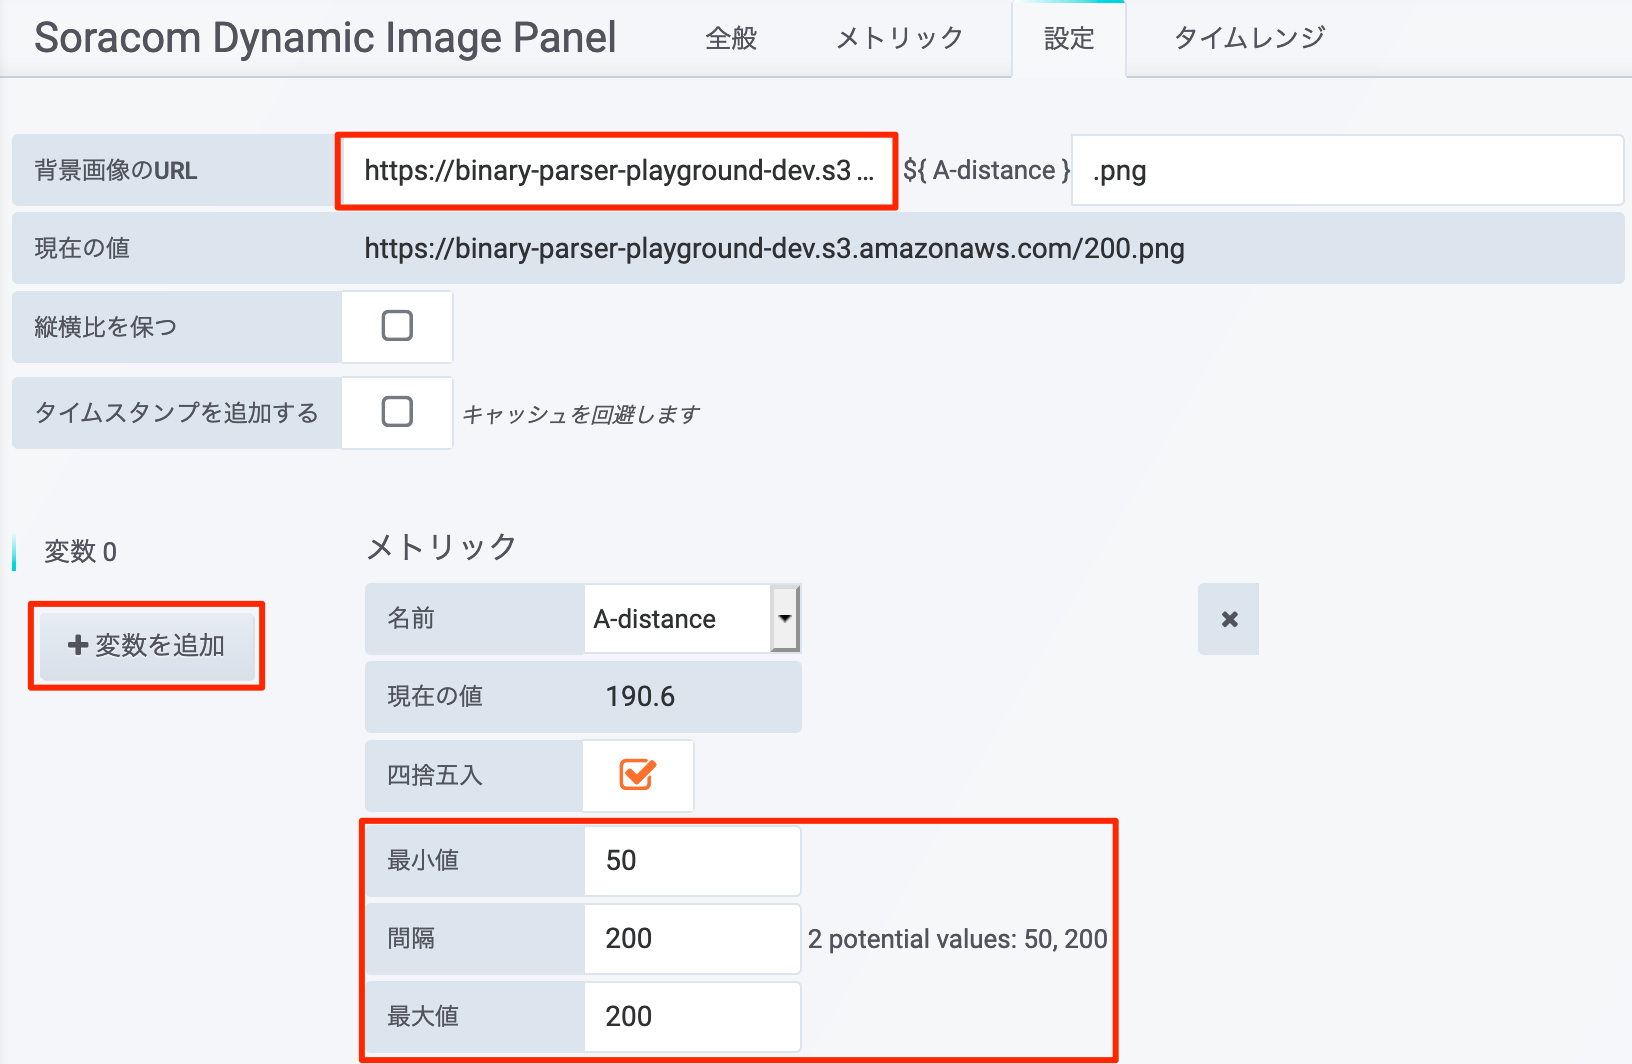 Soracom Dynamic Image Panel 全般 メトリック 設定 タイムレンジ
背景画像のURL https://binary-parser-playground-dev.s3 ... ${ A-distance } .png
現在の値 https://binary-parser-playground-dev.s3.amazonaws.com/200.png
縦横比を保つ
タイムスタンプを追加する キャッシュを回避します
変数 0 メトリック
名前 A-distance
変数を追加
現在の値 190.6
四捨五入
最小値 50
間隔 200 2 potential values: 50, 200
最大値 200